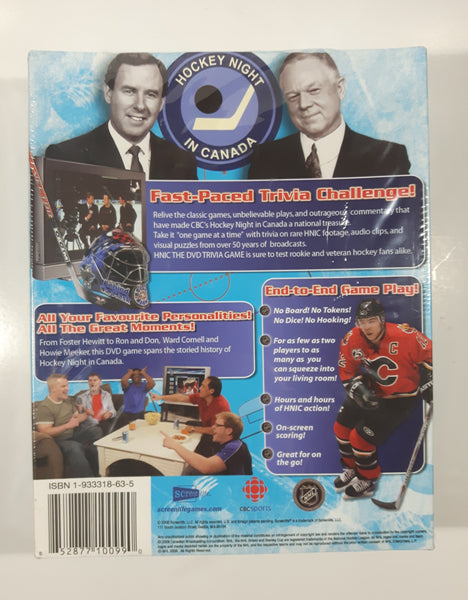 HOCKEY NIGHT
IN CANADA
Fast-Paced Trivia Challenge!
Relive the classic games, unbelievable plays, and outrageous commentary that
have made CBC's Hockey Night in Canada a national treasure.
Take it "one game at a time" with trivia on rare HNIC footage, audio clips, and
visual puzzles from over 50 years of broadcasts.
HNIC THE DVD TRIVIA GAME is sure to test rookie and veteran hockey fans alike.
All Your Favourite Personalities!
All The Great Moments!
From Foster Hewitt to Ron and Don, Ward Cornell and
Howie Meeker, this DVD game spans the storied history of
Hockey Night in Canada.
End-to-End Game Play!
No Board! No Tokens!
No Dice! No Hooking!
For as few as two
players to as
many as you can
squeeze into
your living room!
Hours and hours
of HNIC action!
On-screen
scoring!
Great for on
the go!
C
ISBN 1-933318-63-5
52877 10099
screenlife
screenlifegames.com
CBC SPORTS
NHL